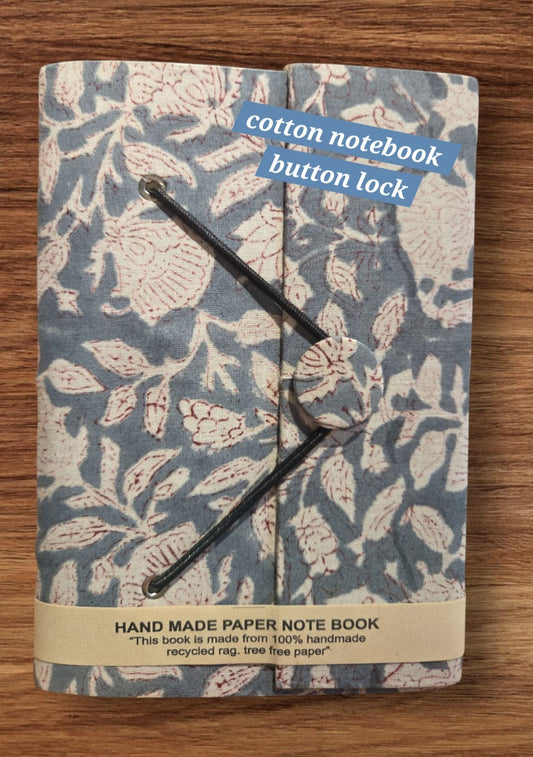 cotton notebook
button lock
HAND MADE PAPER NOTE BOOK
"This book is made from 100% handmade
recycled rag. tree free paper"